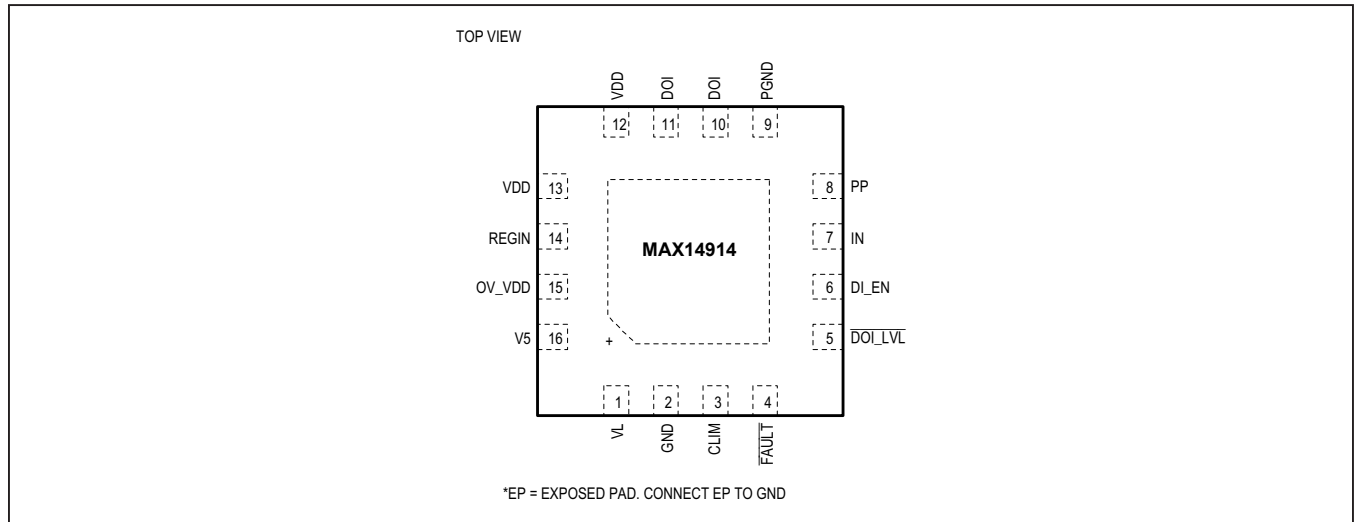 TOP VIEW
VDD DOI DOI PGND
12 11 10 9
VDD 13 8 PP
REGIN 14 7 IN
MAX14914
OV_VDD 15 6 DI_EN
V5 16 5 DOI_LVL
+
1 2 3 4
VL GND CLIM FAULT
*EP = EXPOSED PAD. CONNECT EP TO GND